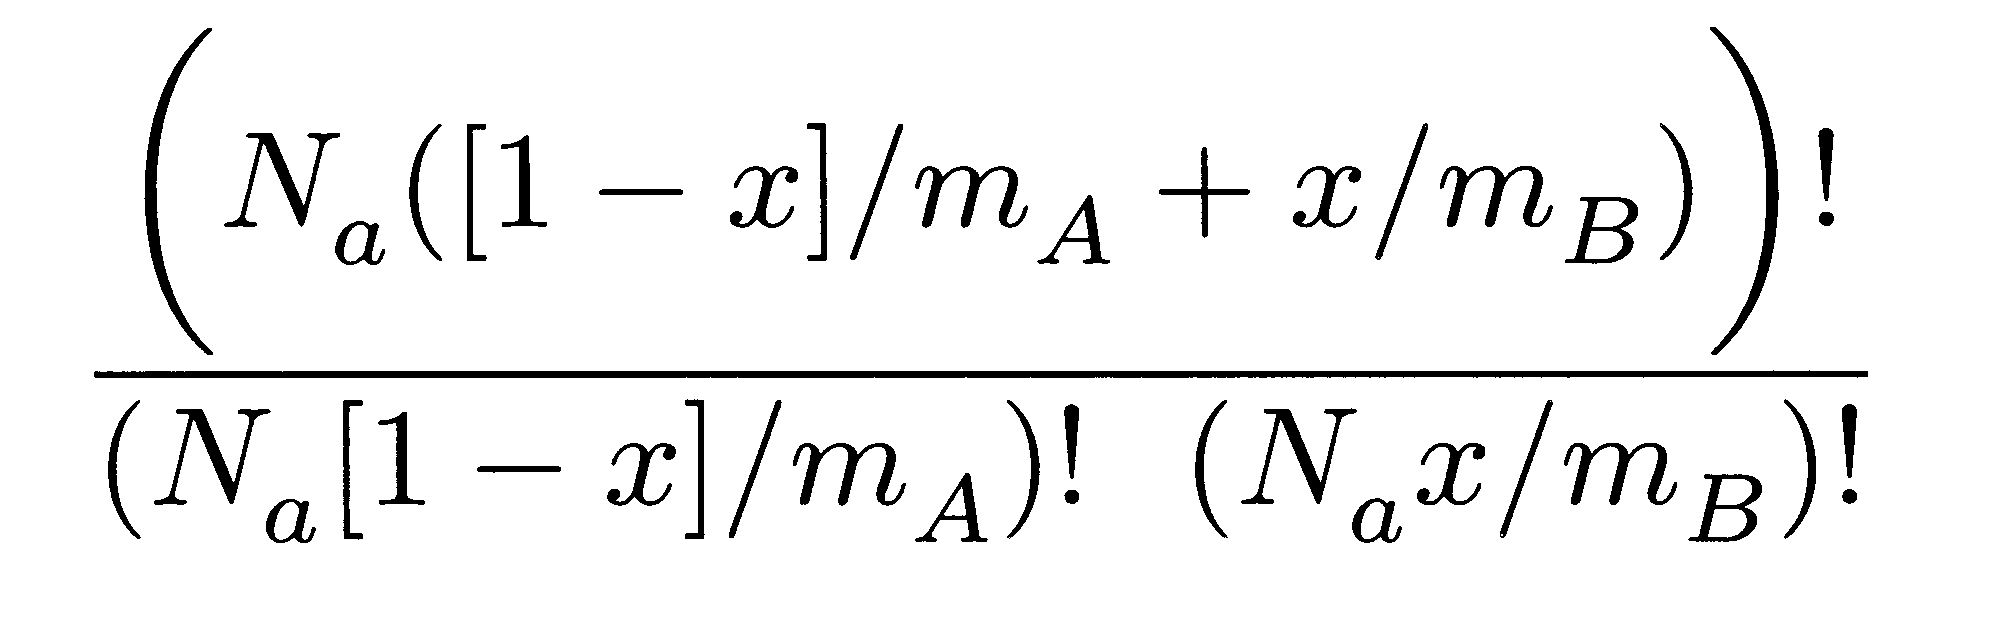 (N_a([1 − x]/m_A + x/m_B))!
(N_a[1 − x]/m_A)! (N_a x/m_B)!